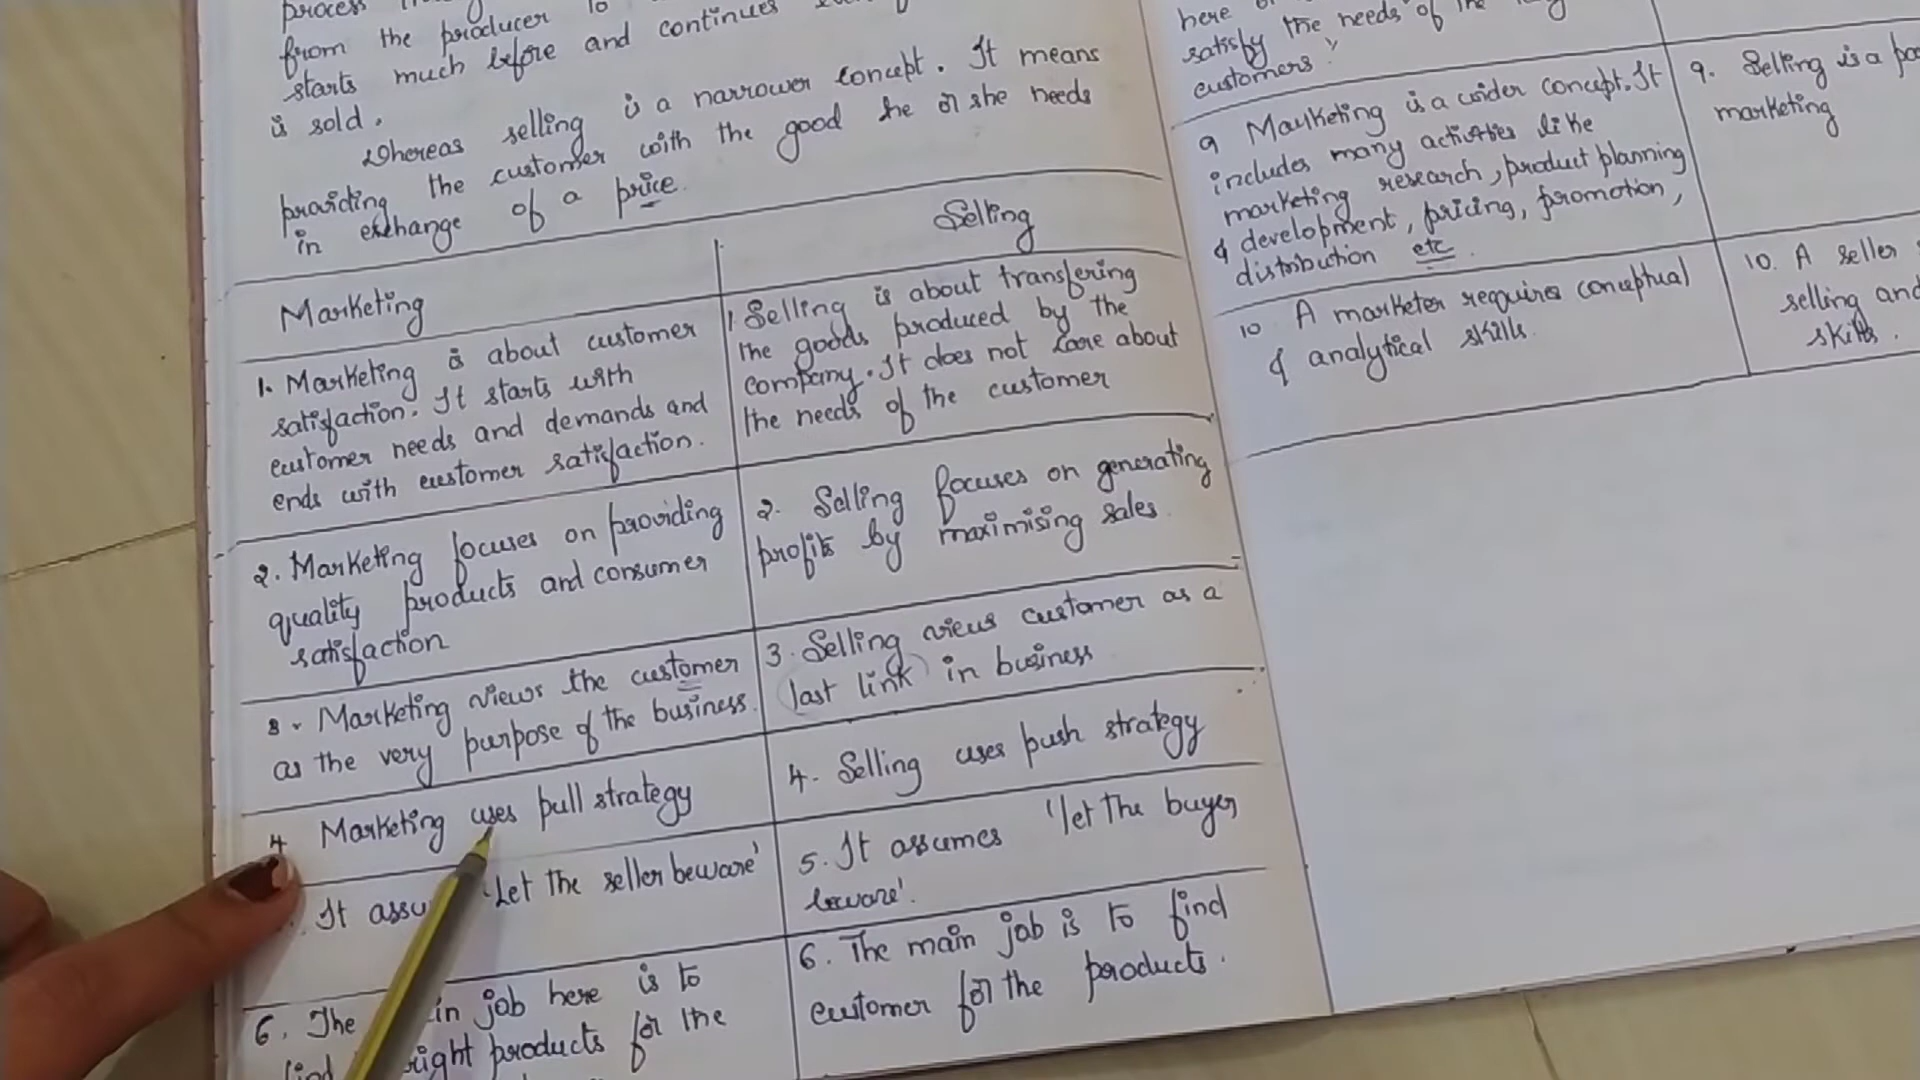 process
from the producer to
starts much before and continues
is sold.
Whereas selling is a narrower concept. It means
providing the customer with the good he or she needs
in exchange of a price.
Marketing
Selling
1. Marketing is about customer
satisfaction. It starts with
customer needs and demands and
ends with customer satisfaction.
1. Selling is about transfering
the goods produced by the
company. It does not care about
the needs of the customer
2. Marketing focuses on providing
quality products and consumer
satisfaction
2. Selling focuses on generating
profits by maximising sales
3. Marketing views the customer
as the very purpose of the business.
3. Selling views customer as a
last link in business
4 Marketing uses pull strategy
4. Selling uses push strategy
It assu 'Let the seller beware'
5. It assumes 'let the buyer
beware'.
6. The in job here is to
find right products for the
6. The main job is to find
customer for the products.
here
satisfy the needs of the
customers
9 Marketing is a wider concept. It
includes many activities like
marketing research, product planning
& development, pricing, promotion,
distribution etc.
9. Selling is a pa
marketing
10 A marketer requires conceptual
& analytical skills.
10. A seller
selling and
skills.